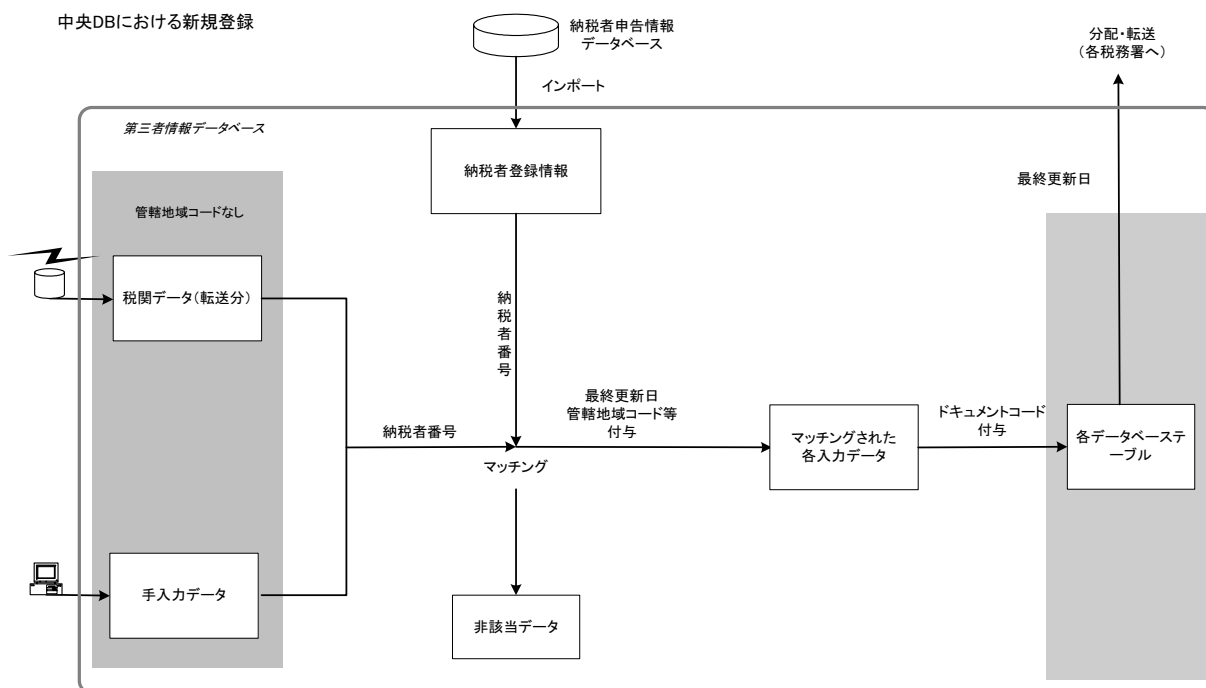 中央DBにおける新規登録
納税者申告情報
データベース
分配・転送
（各税務署へ）
インポート
第三者情報データベース
納税者登録情報
最終更新日
管轄地域コードなし
税関データ（転送分）
納税者番号
最終更新日
管轄地域コード等
付与
納税者番号
マッチング
マッチングされた
各入力データ
ドキュメントコード
付与
各データベーステ
ーブル
手入力データ
非該当データ